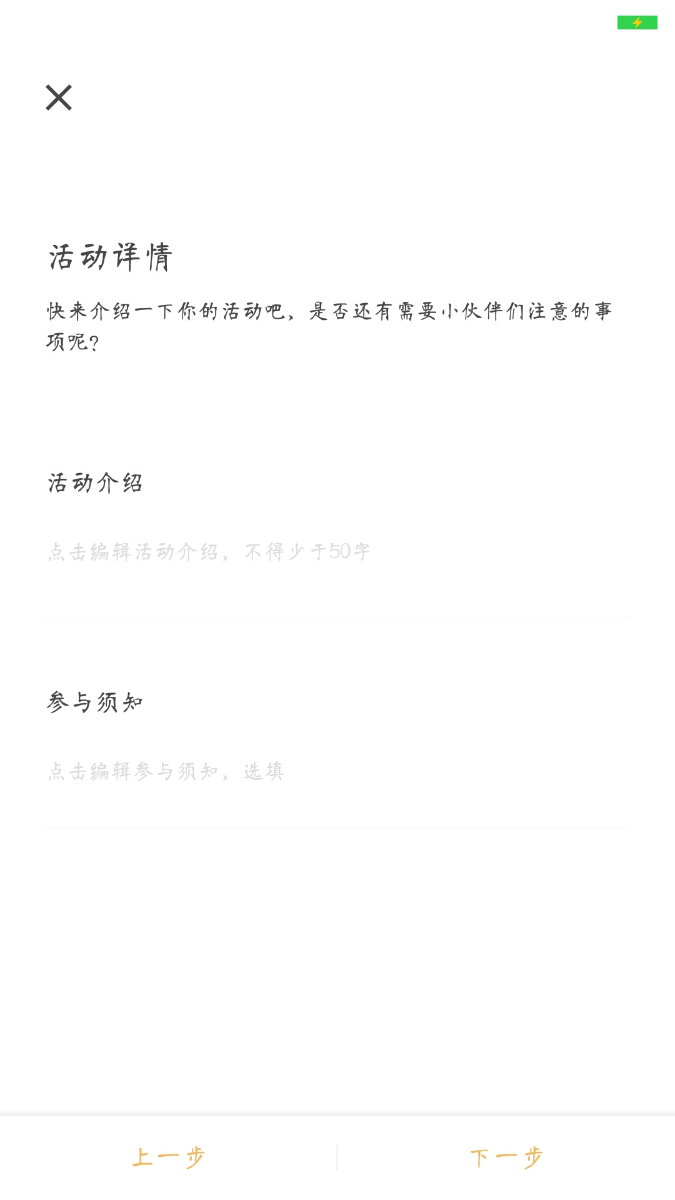 活动详情
快来介绍一下你的活动吧，是否还有需要小伙伴们注意的事
项呢？
活动介绍
点击编辑活动介绍，不得少于50字
参与须知
点击编辑参与须知，选填
上一步
下一步